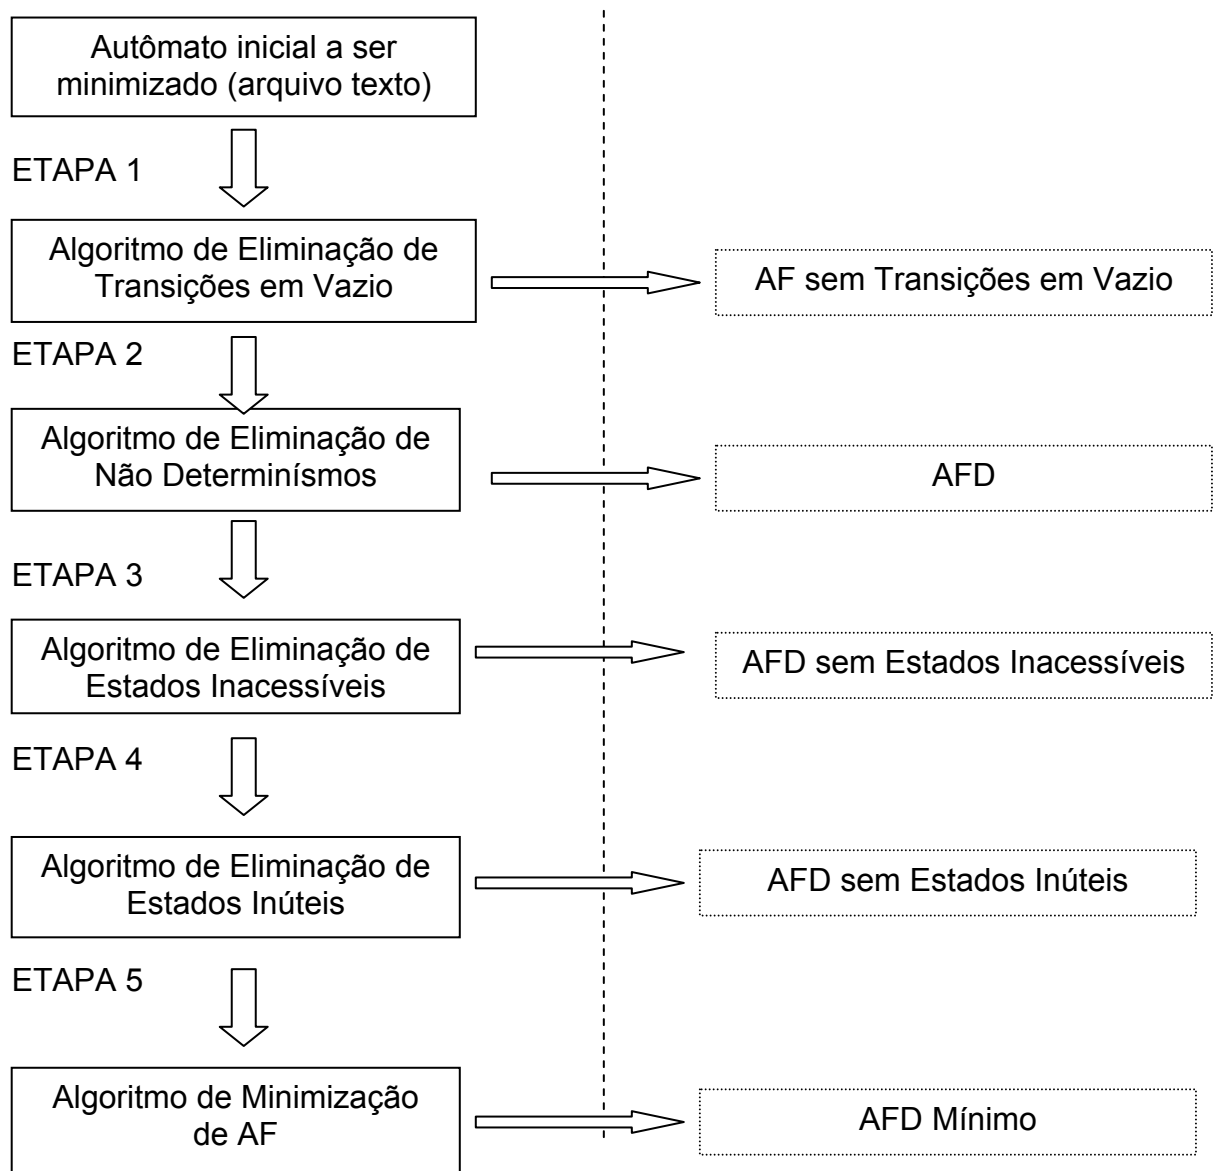 Autômato inicial a ser
minimizado (arquivo texto)
ETAPA 1
Algoritmo de Eliminação de
Transições em Vazio
AF sem Transições em Vazio
ETAPA 2
Algoritmo de Eliminação de
Não Determinísmos
AFD
ETAPA 3
Algoritmo de Eliminação de
Estados Inacessíveis
AFD sem Estados Inacessíveis
ETAPA 4
Algoritmo de Eliminação de
Estados Inúteis
AFD sem Estados Inúteis
ETAPA 5
Algoritmo de Minimização
de AF
AFD Mínimo